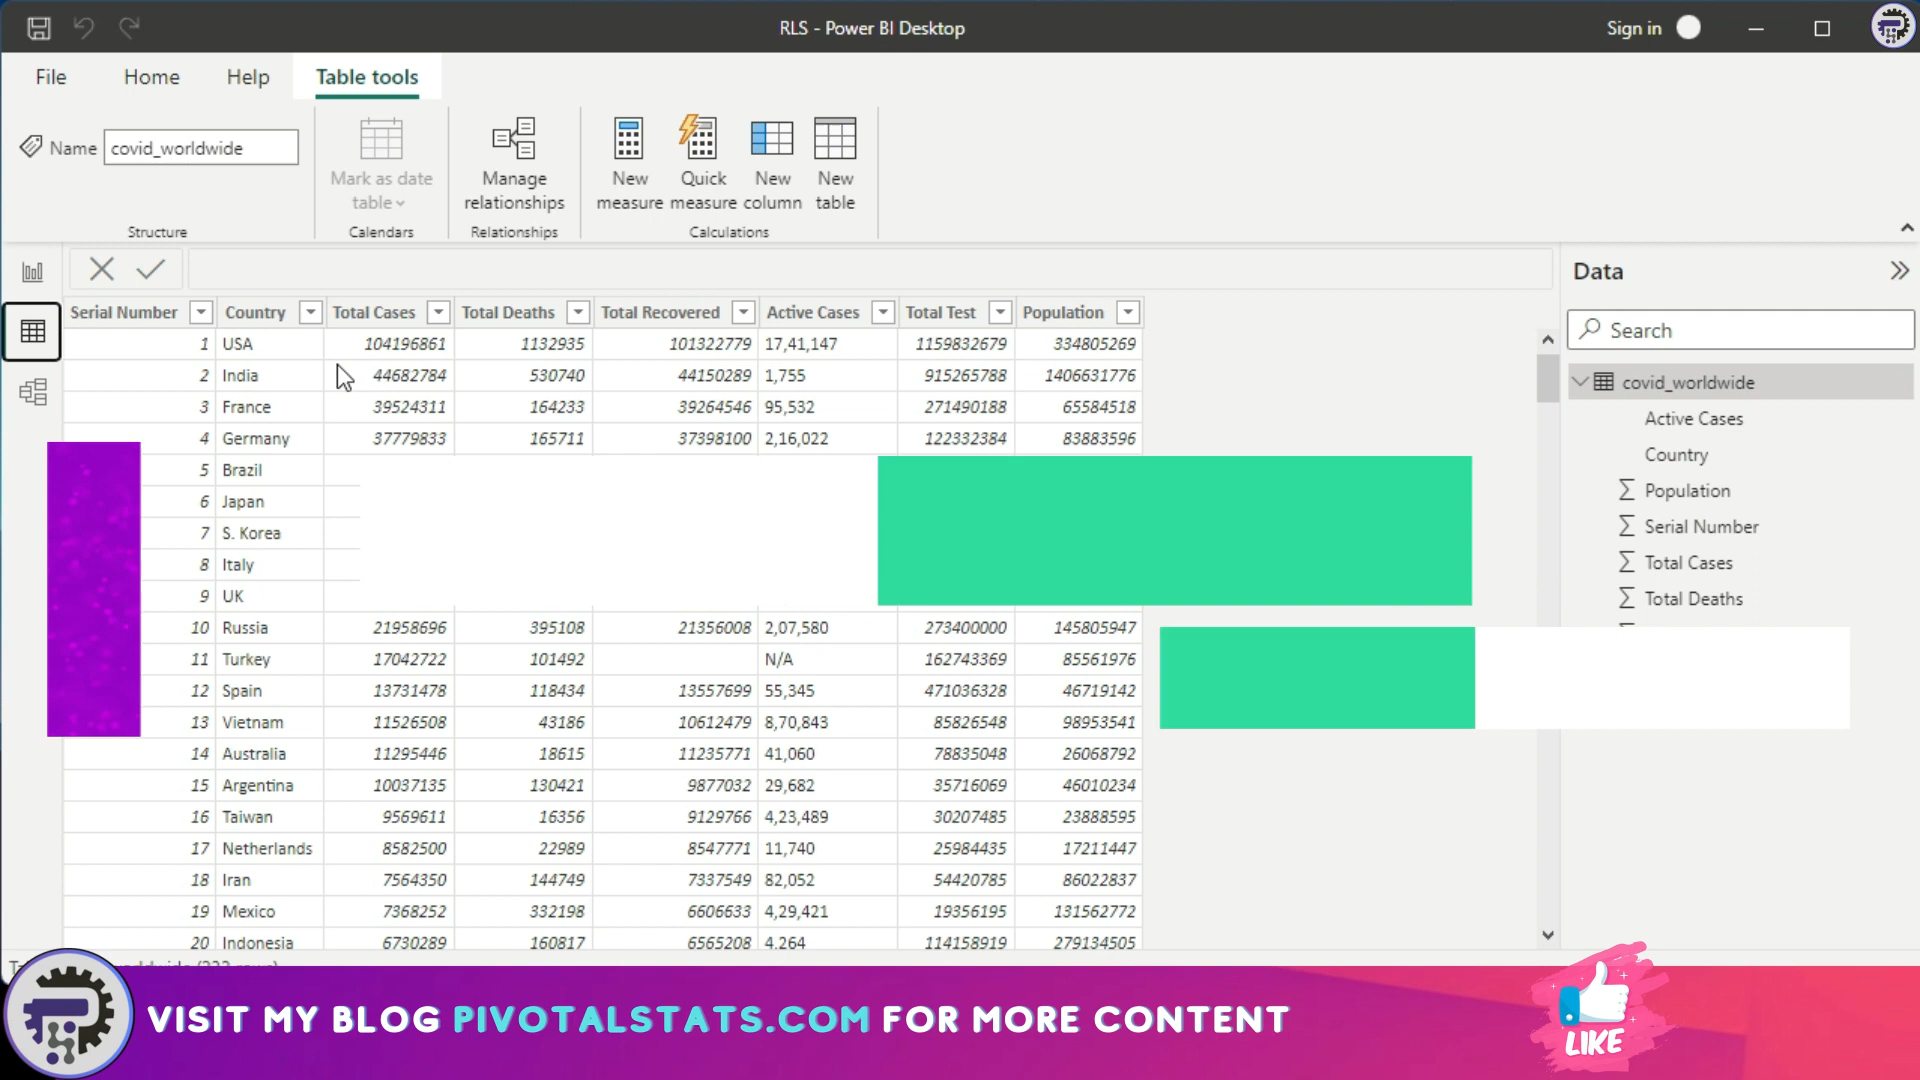 RLS - Power BI Desktop
Sign in
File
Home
Help
Table tools
Name
covid_worldwide
Mark as date table
Manage relationships
New measure
Quick measure
New column
New table
Structure
Calendars
Relationships
Calculations
Data
Search
covid_worldwide
Active Cases
Country
Population
Serial Number
Total Cases
Total Deaths
Serial Number Country Total Cases Total Deaths Total Recovered Active Cases Total Test Population
1 USA 104196861 1132935 101322779 17,41,147 1159832679 334805269
2 India 44682784 530740 44150289 1,755 915265788 1406631776
3 France 39524311 164233 39264546 95,532 271490188 65584518
4 Germany 37779833 165711 37398100 2,16,022 122332384 83883596
5 Brazil
6 Japan
7 S. Korea
8 Italy
9 UK
10 Russia 21958696 395108 21356008 2,07,580 273400000 145805947
11 Turkey 17042722 101492 N/A 162743369 85561976
12 Spain 13731478 118434 13557699 55,345 471036328 46719142
13 Vietnam 11526508 43186 10612479 8,70,843 85826548 98953541
14 Australia 11295446 18615 11235771 41,060 78835048 26068792
15 Argentina 10037135 130421 9877032 29,682 35716069 46010234
16 Taiwan 9569611 16356 9129766 4,23,489 30207485 23888595
17 Netherlands 8582500 22989 8547771 11,740 25984435 17211447
18 Iran 7564350 144749 7337549 82,052 54420785 86022837
19 Mexico 7368252 332198 6606633 4,29,421 19356195 131562772
20 Indonesia 6730289 160817 6565208 4,264 114158919 279134505
VISIT MY BLOG PIVOTALSTATS.COM FOR MORE CONTENT
LIKE